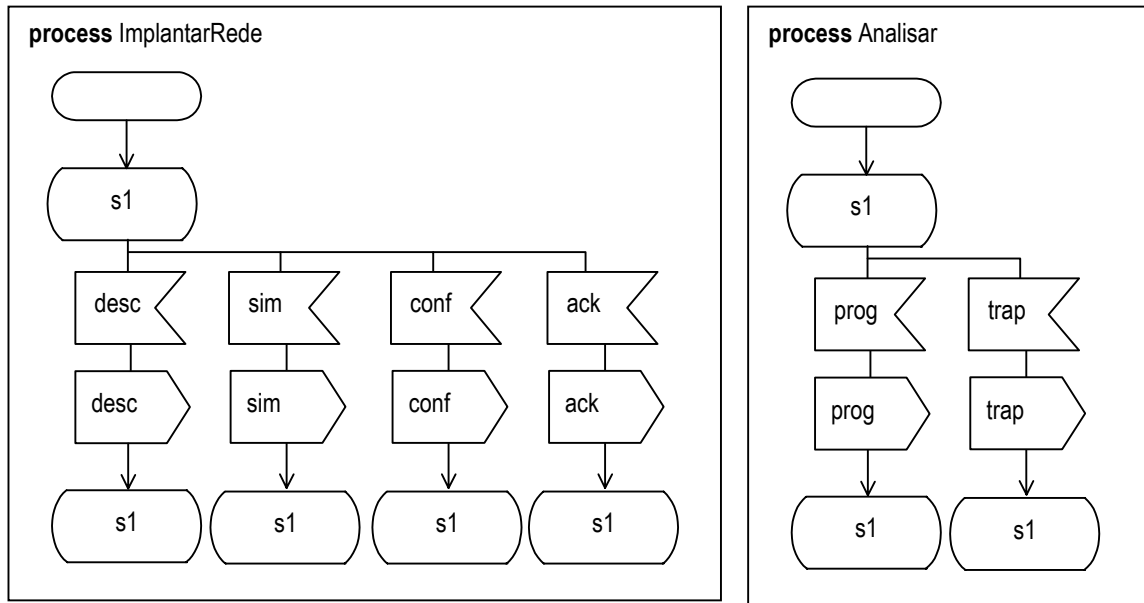 process ImplantarRede
s1
desc sim conf ack
desc sim conf ack
s1 s1 s1 s1
process Analisar
s1
prog trap
prog trap
s1 s1